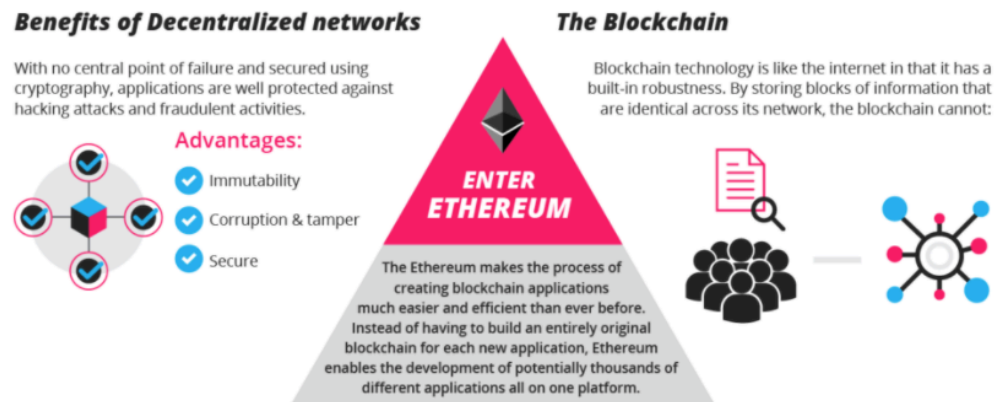 Benefits of Decentralized networks
With no central point of failure and secured using
cryptography, applications are well protected against
hacking attacks and fraudulent activities.
Advantages:
Immutability
Corruption & tamper
Secure
ENTER
ETHEREUM
The Ethereum makes the process of
creating blockchain applications
much easier and efficient than ever before.
Instead of having to build an entirely original
blockchain for each new application, Ethereum
enables the development of potentially thousands of
different applications all on one platform.
The Blockchain
Blockchain technology is like the internet in that it has a
built-in robustness. By storing blocks of information that
are identical across its network, the blockchain cannot: